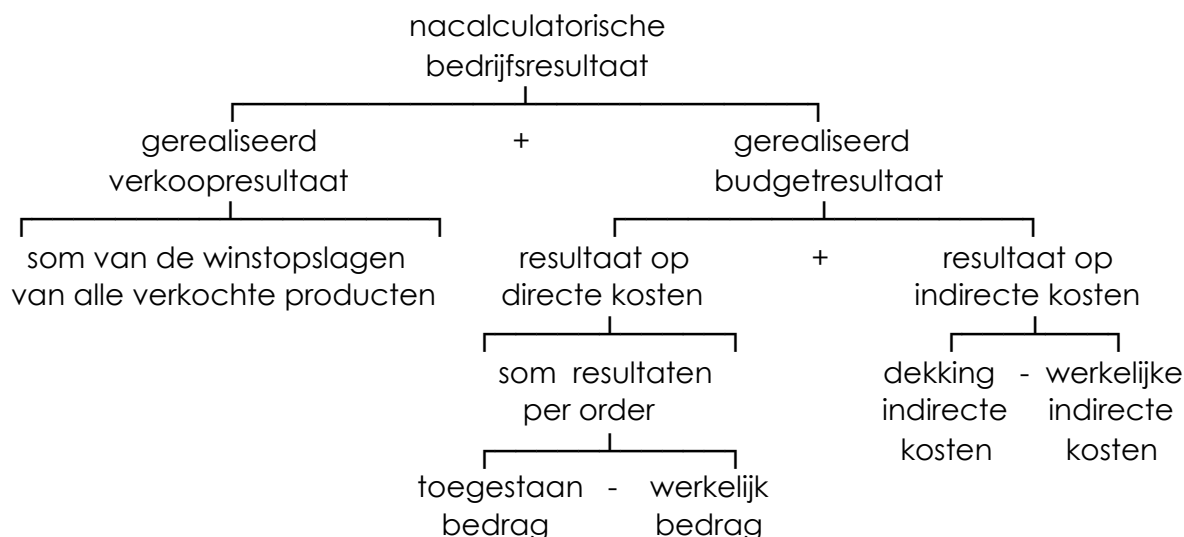 nacalculatorische
bedrijfsresultaat
gerealiseerd + gerealiseerd
verkoopresultaat budgetresultaat
som van de winstopslagen resultaat op + resultaat op
van alle verkochte producten directe kosten indirecte kosten
som resultaten dekking - werkelijke
per order indirecte indirecte
kosten kosten
toegestaan - werkelijk
bedrag bedrag